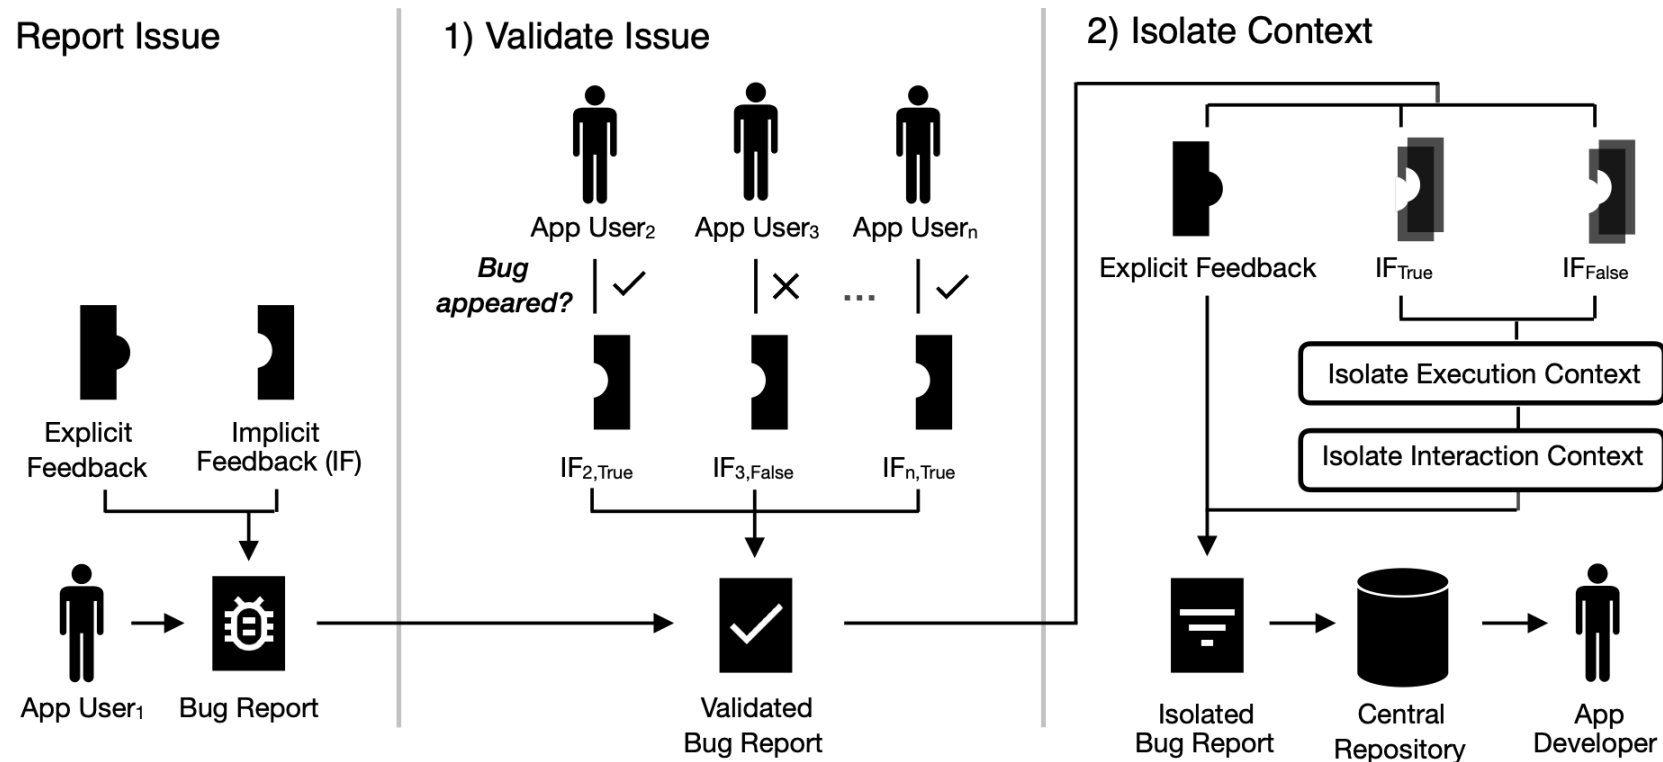 Report Issue
Explicit
Feedback
Implicit
Feedback (IF)
App User₁
Bug Report
1) Validate Issue
App User₂
App User₃
App Userₙ
Bug
appeared?
...
IF₂,True
IF₃,False
IFₙ,True
Validated
Bug Report
2) Isolate Context
Explicit Feedback
IFTrue
IFFalse
Isolate Execution Context
Isolate Interaction Context
Isolated
Bug Report
Central
Repository
App
Developer